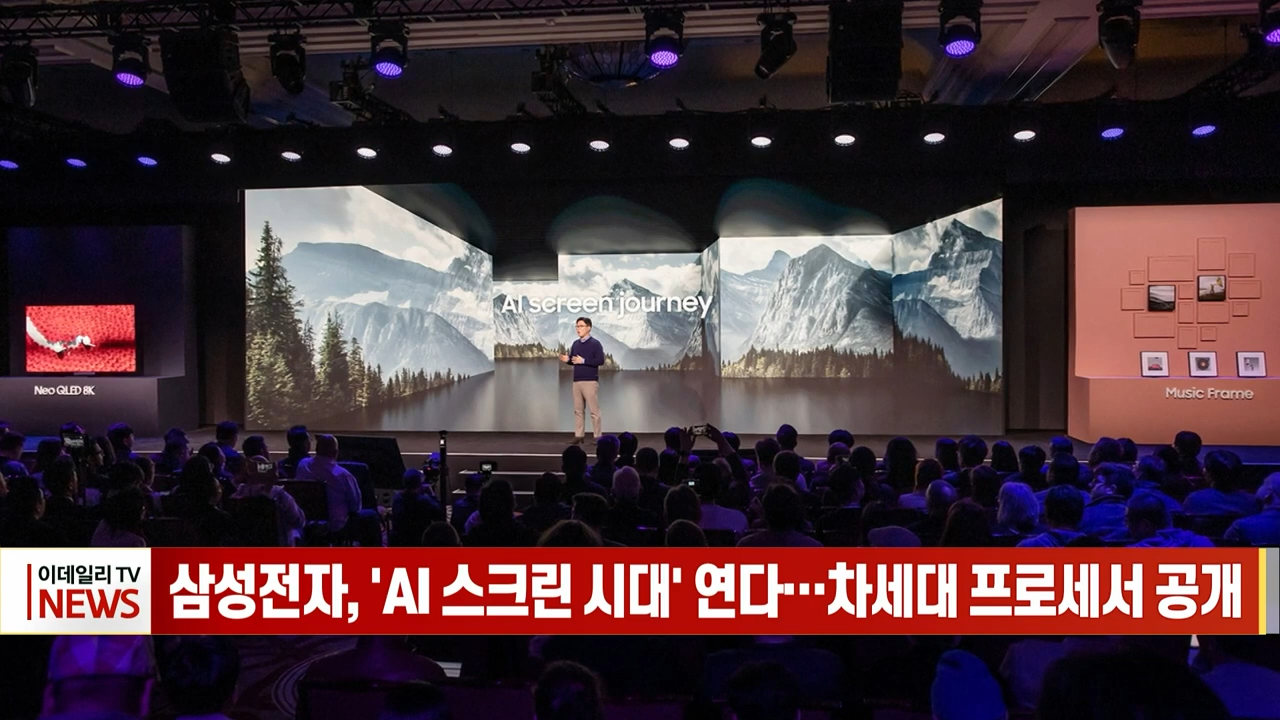 AI screen journey
Neo QLED 8K
Music Frame
이데일리 TV
NEWS
삼성전자, 'AI 스크린 시대' 연다…차세대 프로세서 공개